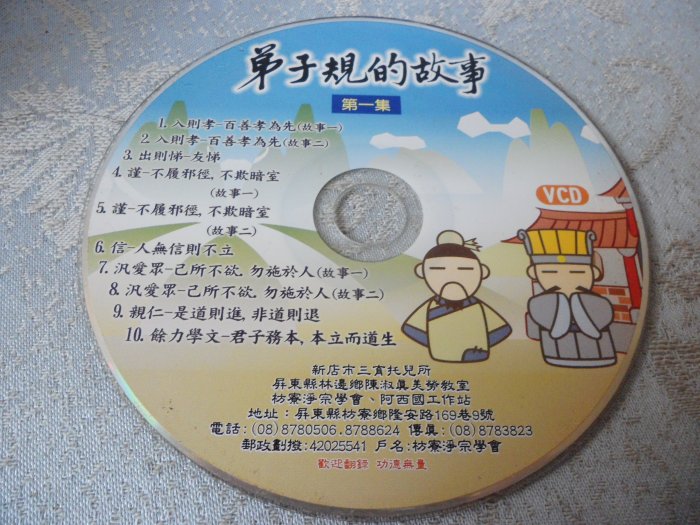 弟子規的故事
第一集
1. 入則孝-百善孝為先(故事一)
2. 入則孝-百善孝為先(故事二)
3. 出則悌-友悌
4. 謹-不履邪徑, 不欺暗室
(故事一)
5. 謹-不履邪徑, 不欺暗室
(故事二)
6. 信-人無信則不立
7. 汎愛眾-己所不欲, 勿施於人(故事一)
8. 汎愛眾-己所不欲, 勿施於人(故事二)
9. 親仁-是道則進, 非道則退
10. 餘力學文-君子務本, 本立而道生
VCD
新店市三寶托兒所
屏東縣林邊鄉陳淑真美勞教室
枋寮淨宗學會、阿西國工作站
地址: 屏東縣枋寮鄉隆安路169巷9號
電話:(08)8780506.8788624 傳真:(08)8783823
郵政劃撥:42025541 戶名:枋寮淨宗學會
歡迎翻錄 功德無量